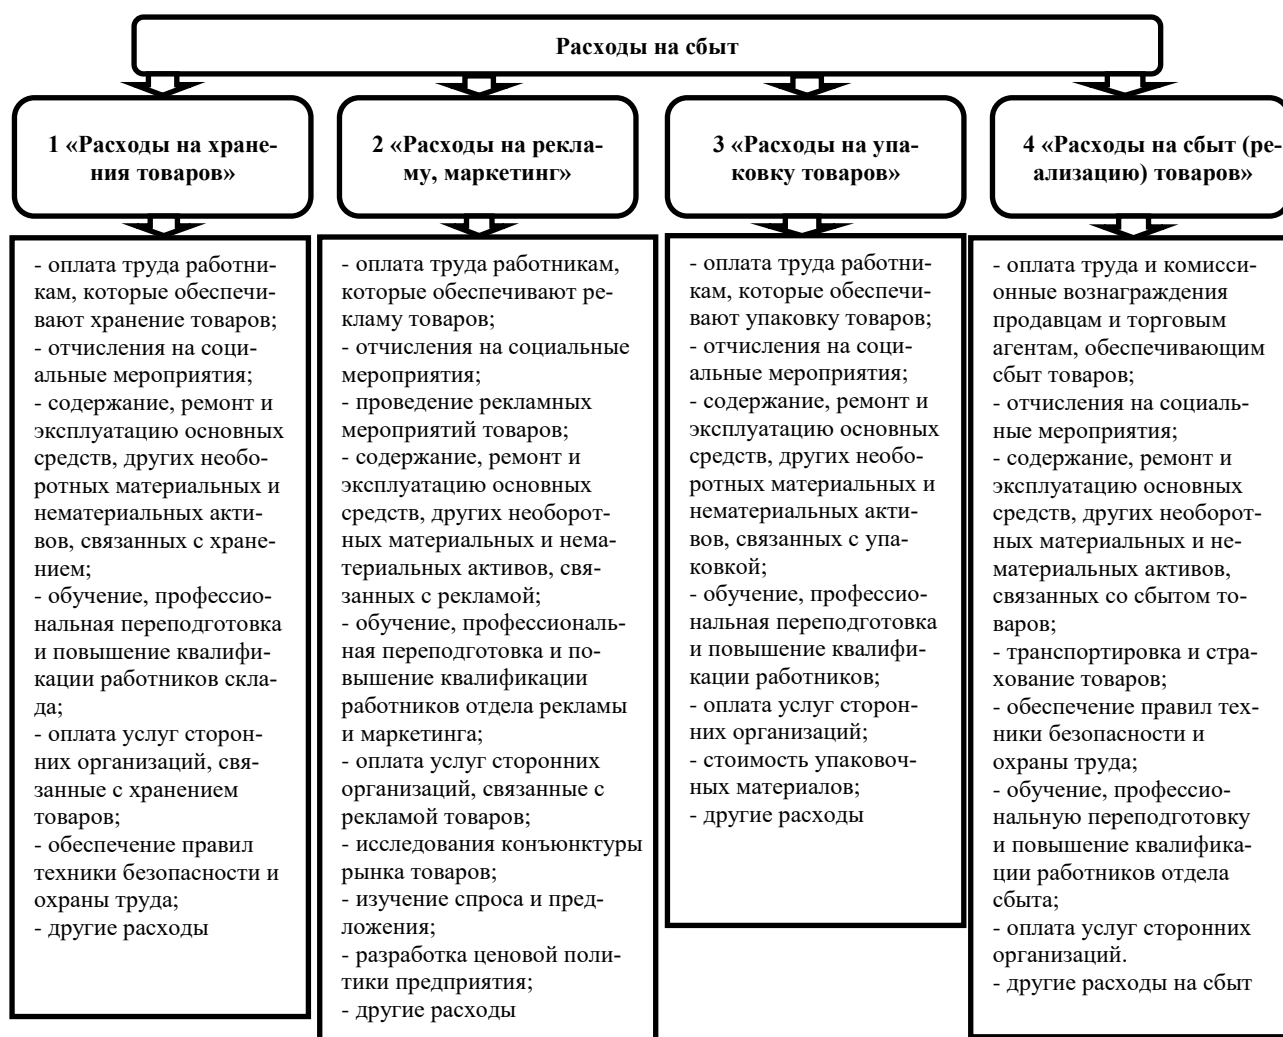 Расходы на сбыт
1 «Расходы на хране-
ния товаров»
2 «Расходы на рекла-
му, маркетинг»
3 «Расходы на упа-
ковку товаров»
4 «Расходы на сбыт (ре-
ализацию) товаров»
- оплата труда работни-
кам, которые обеспечи-
вают хранение товаров;
- отчисления на соци-
альные мероприятия;
- содержание, ремонт и
эксплуатацию основных
средств, других необо-
ротных материальных и
нематериальных акти-
вов, связанных с хране-
нием;
- обучение, профессио-
нальная переподготовка
и повышение квалифи-
кации работников скла-
да;
- оплата услуг сторон-
них организаций, свя-
занные с хранением
товаров;
- обеспечение правил
техники безопасности и
охраны труда;
- другие расходы
- оплата труда работникам,
которые обеспечивают ре-
кламу товаров;
- отчисления на социальные
мероприятия;
- проведение рекламных
мероприятий товаров;
- содержание, ремонт и
эксплуатацию основных
средств, других необорот-
ных материальных и нема-
териальных активов, свя-
занных с рекламой;
- обучение, профессиональ-
ная переподготовка и по-
вышение квалификации
работников отдела рекламы
и маркетинга;
- оплата услуг сторонних
организаций, связанные с
рекламой товаров;
- исследования конъюнктуры
рынка товаров;
- изучение спроса и пред-
ложения;
- разработка ценовой поли-
тики предприятия;
- другие расходы
- оплата труда работни-
кам, которые обеспечи-
вают упаковку товаров;
- отчисления на соци-
альные мероприятия;
- содержание, ремонт и
эксплуатацию основных
средств, других необо-
ротных материальных и
нематериальных акти-
вов, связанных с упа-
ковкой;
- обучение, профессио-
нальная переподготовка
и повышение квалифи-
кации работников;
- оплата услуг сторон-
них организаций;
- стоимость упаковоч-
ных материалов;
- другие расходы
- оплата труда и комисси-
онные вознаграждения
продавцам и торговым
агентам, обеспечивающим
сбыт товаров;
- отчисления на социаль-
ные мероприятия;
- содержание, ремонт и
эксплуатацию основных
средств, других необорот-
ных материальных и не-
материальных активов,
связанных со сбытом то-
варов;
- транспортировка и стра-
хование товаров;
- обеспечение правил тех-
ники безопасности и
охраны труда;
- обучение, профессио-
нальную переподготовку
и повышение квалифика-
ции работников отдела
сбыта;
- оплата услуг сторонних
организаций.
- другие расходы на сбыт